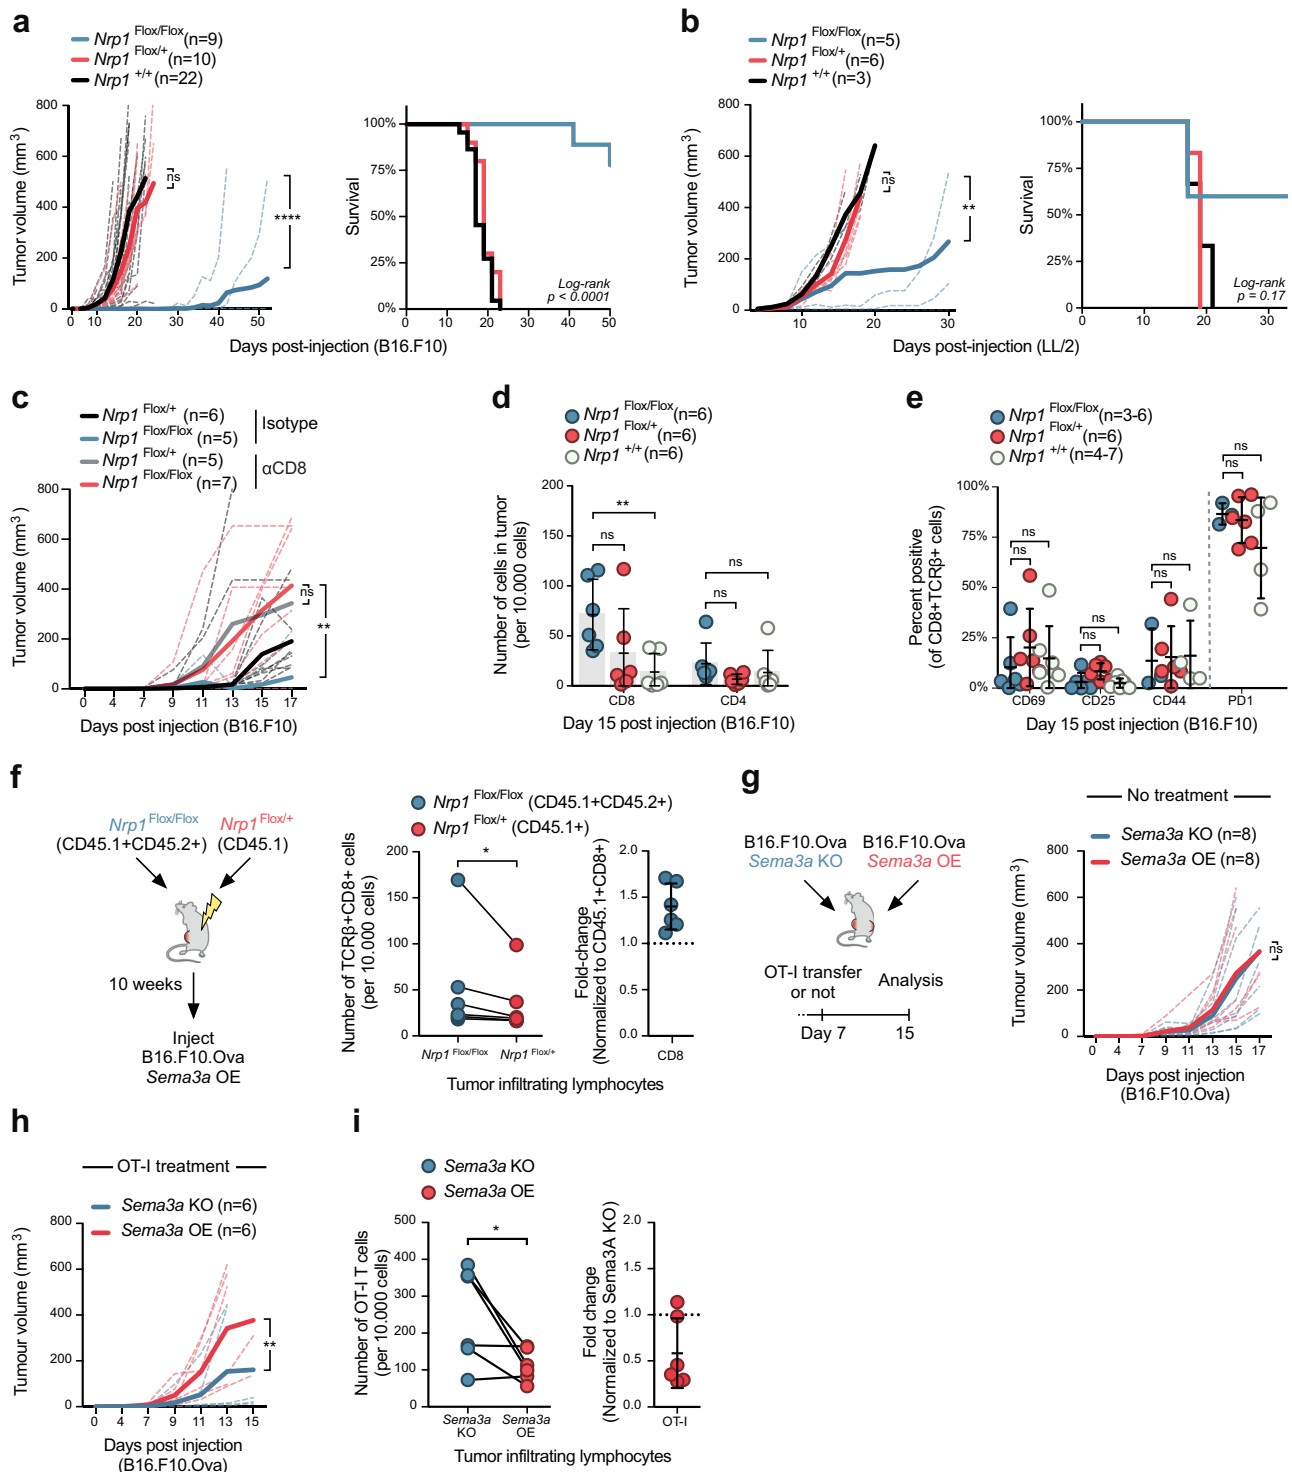 a
Nrp1 Flox/Flox (n=9)
Nrp1 Flox/+ (n=10)
Nrp1 +/+ (n=22)
Tumor volume (mm3)
800
600
400
200
0
0 10 20 30 40 50
ns
****
Survival
100%
75%
50%
25%
0%
0 10 20 30 40 50
Log-rank
p < 0.0001
Days post-injection (B16.F10)
b
Nrp1 Flox/Flox (n=5)
Nrp1 Flox/+ (n=6)
Nrp1 +/+ (n=3)
Tumor volume (mm3)
800
600
400
200
0
10 20 30
ns
**
Survival
100%
75%
50%
25%
0%
0 10 20 30
Log-rank
p = 0.17
Days post-injection (LL/2)
c
Nrp1 Flox/+ (n=6)
Nrp1 Flox/Flox (n=5)
Isotype
Nrp1 Flox/+ (n=5)
Nrp1 Flox/Flox (n=7)
αCD8
Tumor volume (mm3)
800
600
400
200
0
0 4 7 9 11 13 15 17
ns
**
Days post injection (B16.F10)
d
Nrp1 Flox/Flox (n=6)
Nrp1 Flox/+ (n=6)
Nrp1 +/+ (n=6)
Number of cells in tumor
(per 10.000 cells)
200
150
100
50
0
**
ns
ns
ns
CD8 CD4
Day 15 post injection (B16.F10)
e
Nrp1 Flox/Flox (n=3-6)
Nrp1 Flox/+ (n=6)
Nrp1 +/+ (n=4-7)
Percent positive
(of CD8+TCRβ+ cells)
100%
75%
50%
25%
0%
ns
ns
ns
ns
ns
ns
ns
ns
CD69 CD25 CD44 PD1
Day 15 post injection (B16.F10)
f
Nrp1 Flox/Flox
(CD45.1+CD45.2+)
Nrp1 Flox/+
(CD45.1)
10 weeks
Inject
B16.F10.Ova
Sema3a OE
Nrp1 Flox/Flox (CD45.1+CD45.2+)
Nrp1 Flox/+ (CD45.1+)
Number of TCRβ+CD8+ cells
(per 10.000 cells)
200
150
100
50
0
*
Nrp1 Flox/Flox Nrp1 Flox/+
Fold-change
(Normalized to CD45.1+CD8+)
2.0
1.5
1.0
0.5
0.0
CD8
Tumor infiltrating lymphocytes
g
B16.F10.Ova
Sema3a KO
B16.F10.Ova
Sema3a OE
OT-I transfer
or not
Analysis
Day 7 15
No treatment
Sema3a KO (n=8)
Sema3a OE (n=8)
Tumour volume (mm3)
800
600
400
200
0
0 4 7 9 11 13 15 17
ns
Days post injection
(B16.F10.Ova)
h
OT-I treatment
Sema3a KO (n=6)
Sema3a OE (n=6)
Tumour volume (mm3)
800
600
400
200
0
0 4 7 9 11 13 15
**
Days post injection
(B16.F10.Ova)
i
Sema3a KO
Sema3a OE
Number of OT-I T cells
(per 10.000 cells)
500
400
300
200
100
0
*
Sema3a
KO
Sema3a
OE
Fold change
(Normalized to Sema3A KO)
2.0
1.5
1.0
0.5
0.0
OT-I
Tumor infiltrating lymphocytes